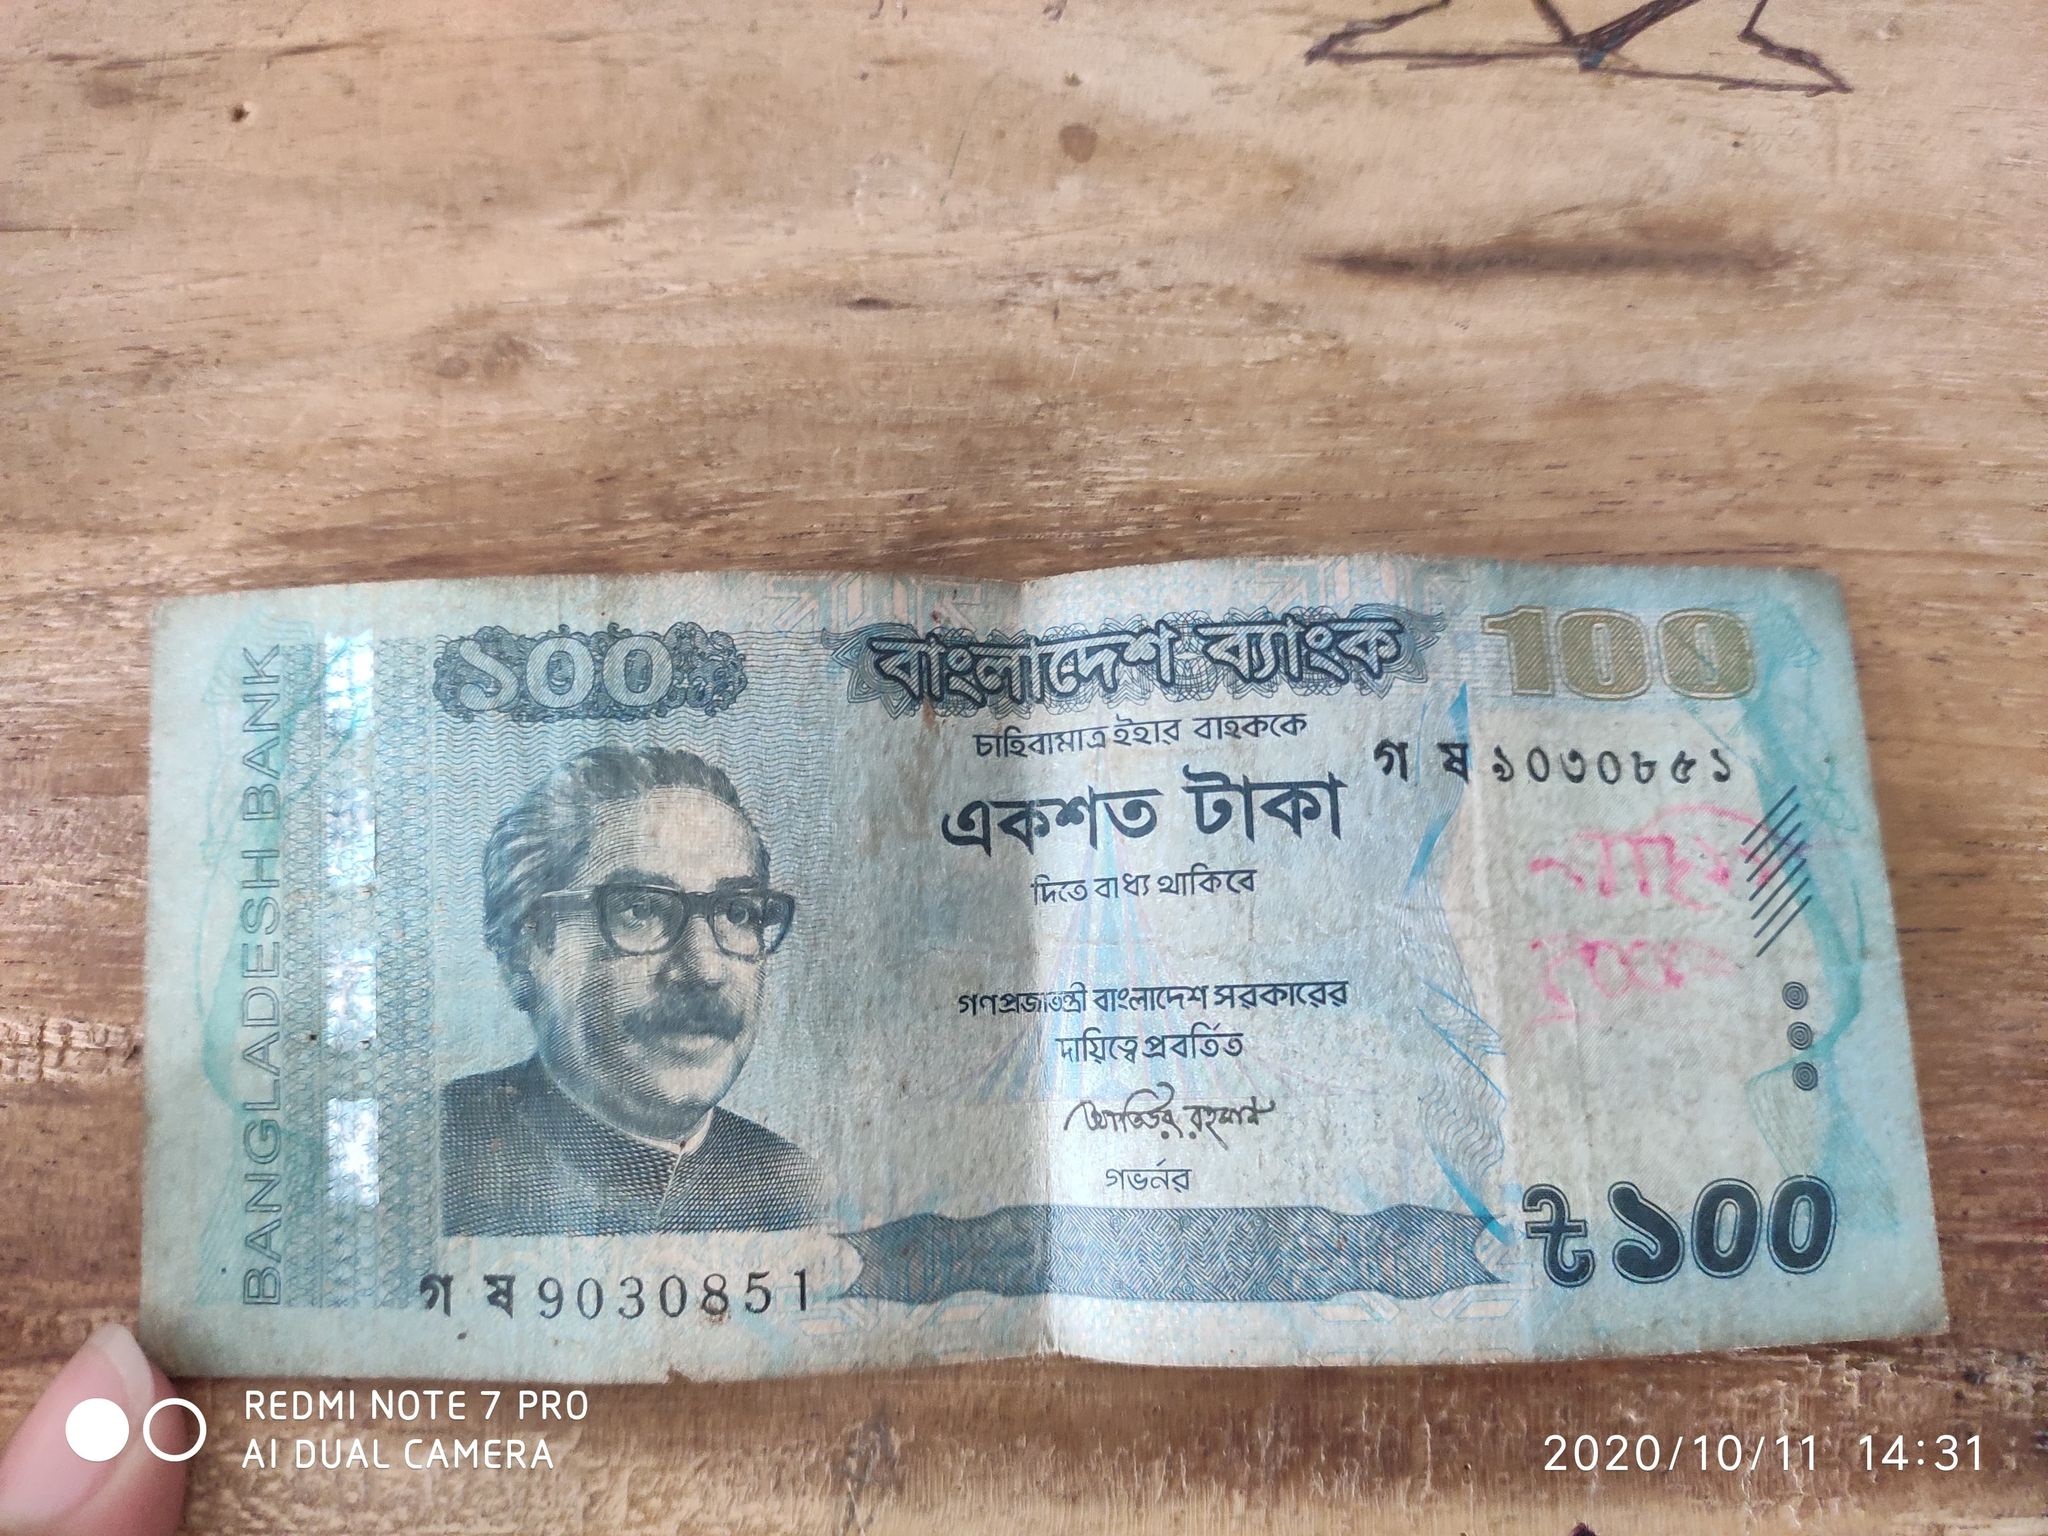 BANGLADESH BANK
১০০
বাংলাদেশ ব্যাংক
100
চাহিবামাত্র ইহার বাহককে
গ ষ ৯০৩০৮৫১
একশত টাকা
দিতে বাধ্য থাকিবে
গণপ্রজাতন্ত্রী বাংলাদেশ সরকারের
দায়িত্বে প্রবর্তিত
আতিউর রহমান
গভর্নর
৳১০০
গ ষ 9030851
REDMI NOTE 7 PRO
AI DUAL CAMERA
2020/10/11 14:31